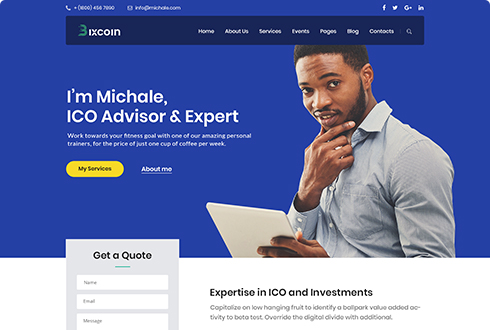 + (1800) 456 7890 info@michale.com
Bixcoin Home About Us Services Events Pages Blog Contacts
I'm Michale,
ICO Advisor & Expert
Work towards your fitness goal with one of our amazing personal
trainers, for the price of just one cup of coffee per week.
My Services About me
Get a Quote
Name
Email
Message
Expertise in ICO and Investments
Capitalize on low hanging fruit to identify a ballpark value added ac-
tivity to beta test. Override the digital divide with additional.